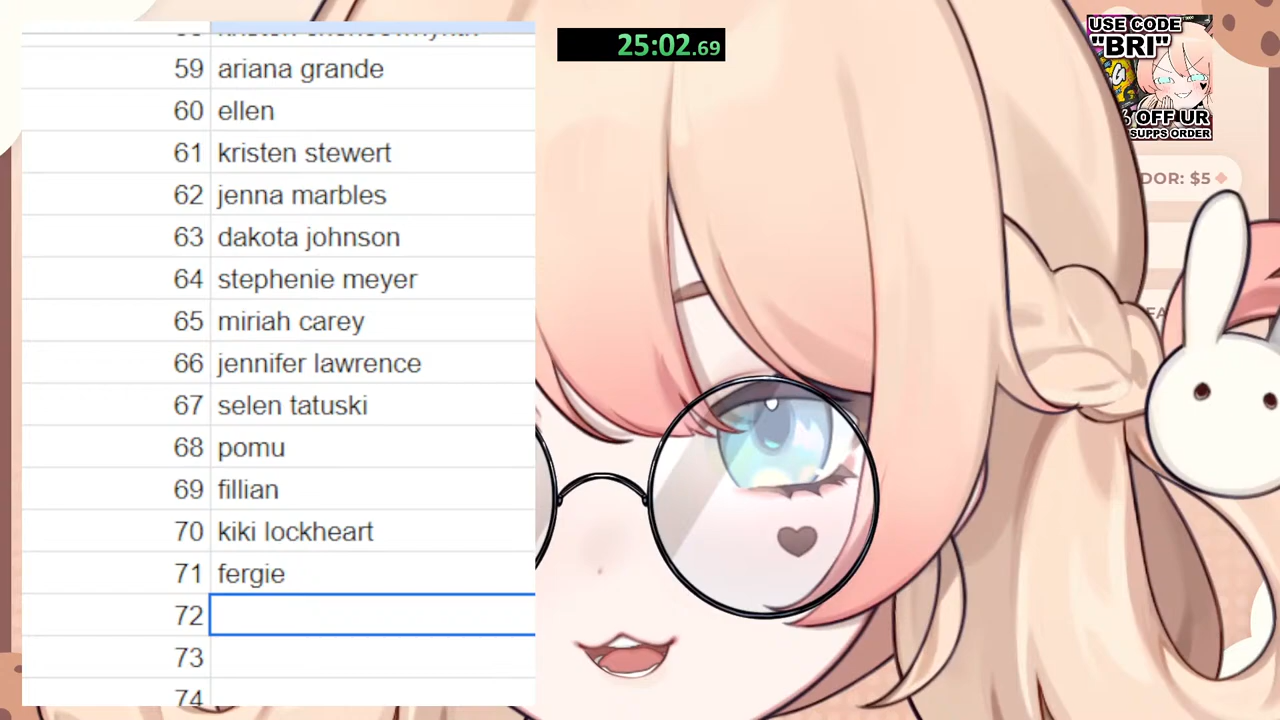 59 ariana grande
60 ellen
61 kristen stewert
62 jenna marbles
63 dakota johnson
64 stephenie meyer
65 miriah carey
66 jennifer lawrence
67 selen tatuski
68 pomu
69 fillian
70 kiki lockheart
71 fergie
72
73
74
25:02.69
USE CODE
"BRI"
OFF UR
SUPPS ORDER
DOR: $5